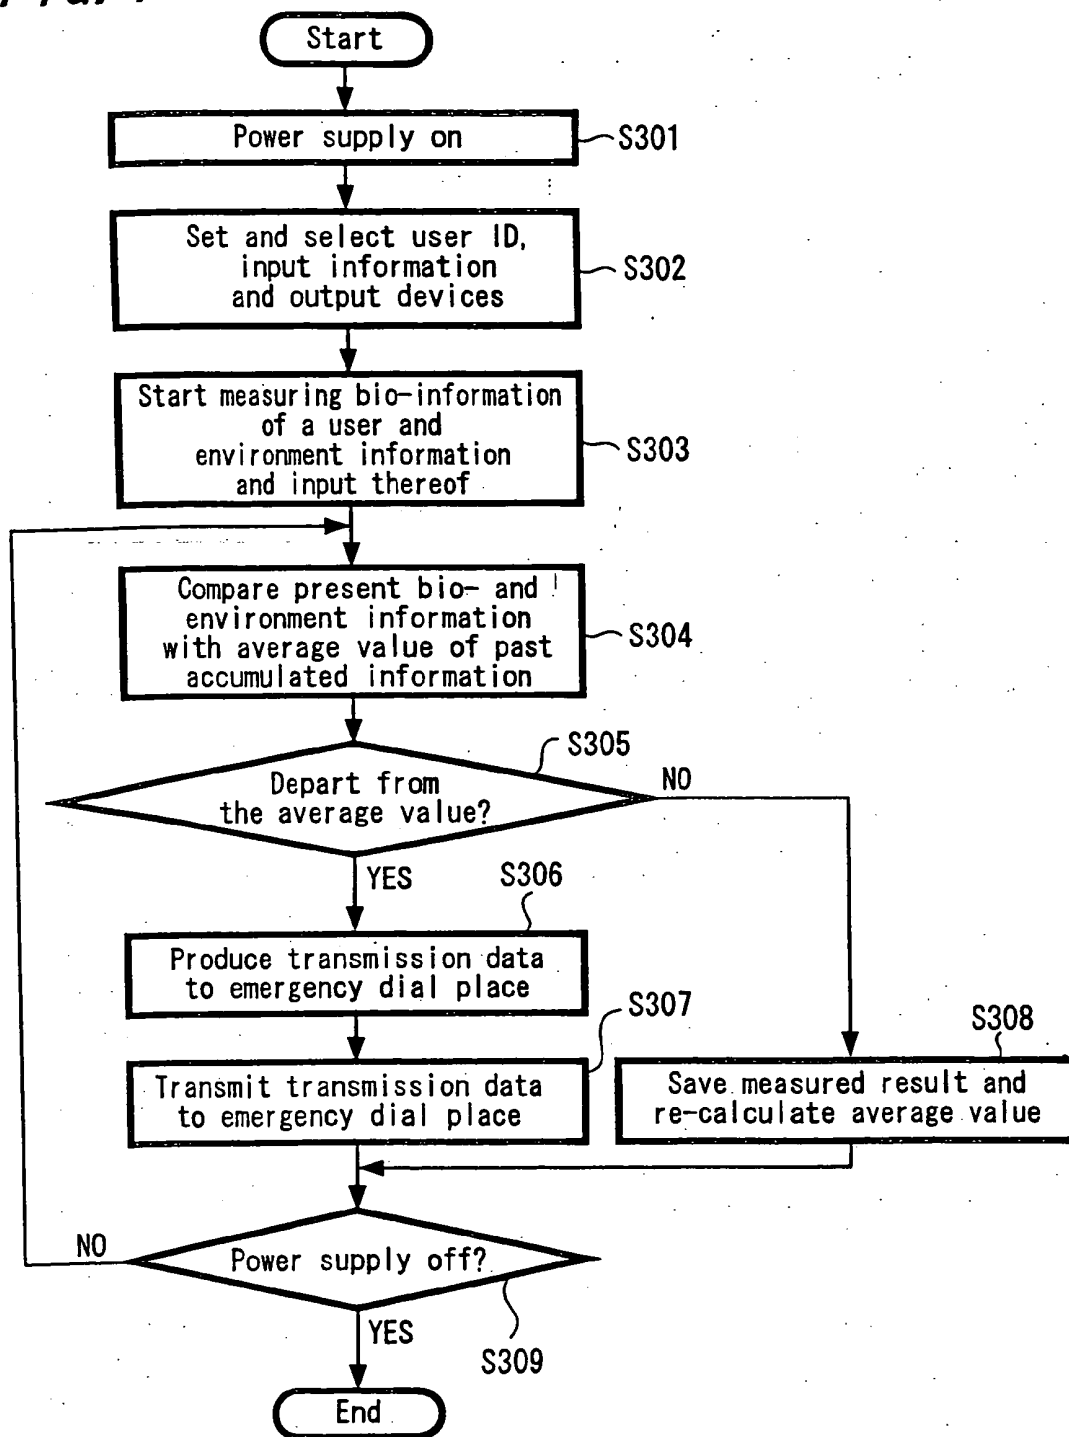 Start
Power supply on
S301
Set and select user ID,
input information
and output devices
S302
Start measuring bio-information
of a user and
environment information
and input thereof
S303
Compare present bio- and
environment information
with average value of past
accumulated information
S304
S305
Depart from
the average value?
NO
YES
S306
Produce transmission data
to emergency dial place
S307
Transmit transmission data
to emergency dial place
S308
Save measured result and
re-calculate average value
NO
Power supply off?
YES
S309
End